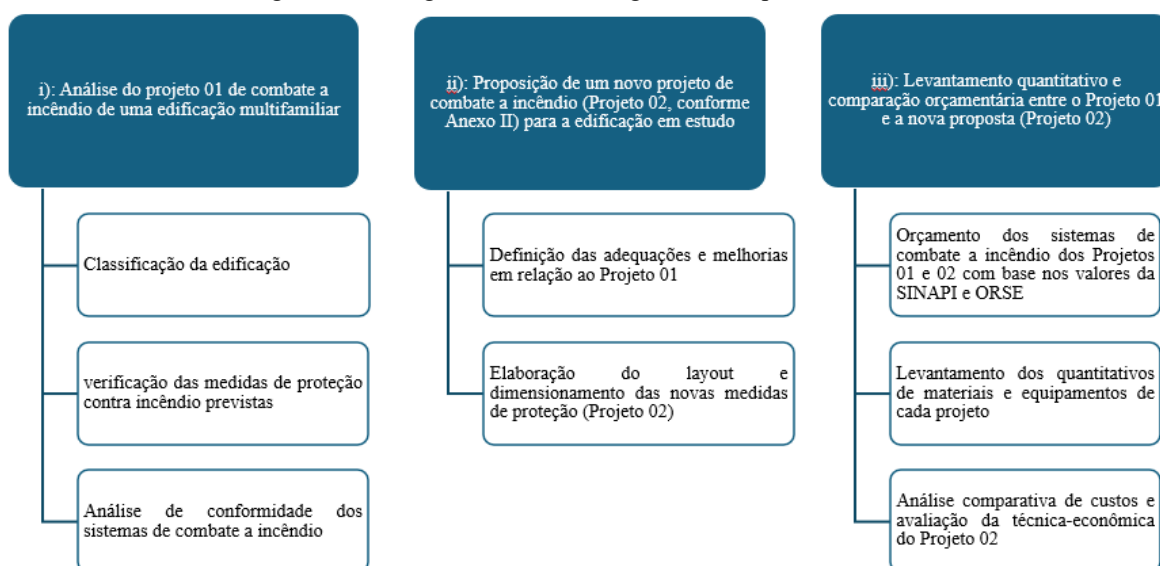 i): Análise do projeto 01 de combate a
incêndio de uma edificação multifamiliar
Classificação da edificação
verificação das medidas de proteção
contra incêndio previstas
Análise de conformidade dos
sistemas de combate a incêndio
ii): Proposição de um novo projeto de
combate a incêndio (Projeto 02, conforme
Anexo II) para a edificação em estudo
Definição das adequações e melhorias
em relação ao Projeto 01
Elaboração do layout e
dimensionamento das novas medidas
de proteção (Projeto 02)
iii): Levantamento quantitativo e
comparação orçamentária entre o Projeto 01
e a nova proposta (Projeto 02)
Orçamento dos sistemas de
combate a incêndio dos Projetos
01 e 02 com base nos valores da
SINAPI e ORSE
Levantamento dos quantitativos
de materiais e equipamentos de
cada projeto
Análise comparativa de custos e
avaliação da técnica-econômica
do Projeto 02